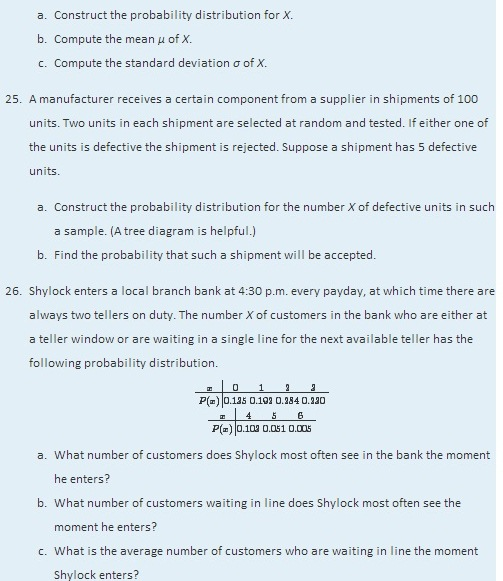 a. Construct the probability distribution for X.
b. Compute the mean μ of X.
c. Compute the standard deviation σ of X.
25. A manufacturer receives a certain component from a supplier in shipments of 100
units. Two units in each shipment are selected at random and tested. If either one of
the units is defective the shipment is rejected. Suppose a shipment has 5 defective
units.
a. Construct the probability distribution for the number X of defective units in such
a sample. (A tree diagram is helpful.)
b. Find the probability that such a shipment will be accepted.
26. Shylock enters a local branch bank at 4:30 p.m. every payday, at which time there are
always two tellers on duty. The number X of customers in the bank who are either at
a teller window or are waiting in a single line for the next available teller has the
following probability distribution.
x 0 1 2 3
P(x) 0.135 0.192 0.284 0.230
x 4 5 6
P(x) 0.103 0.051 0.005
a. What number of customers does Shylock most often see in the bank the moment
he enters?
b. What number of customers waiting in line does Shylock most often see the
moment he enters?
c. What is the average number of customers who are waiting in line the moment
Shylock enters?